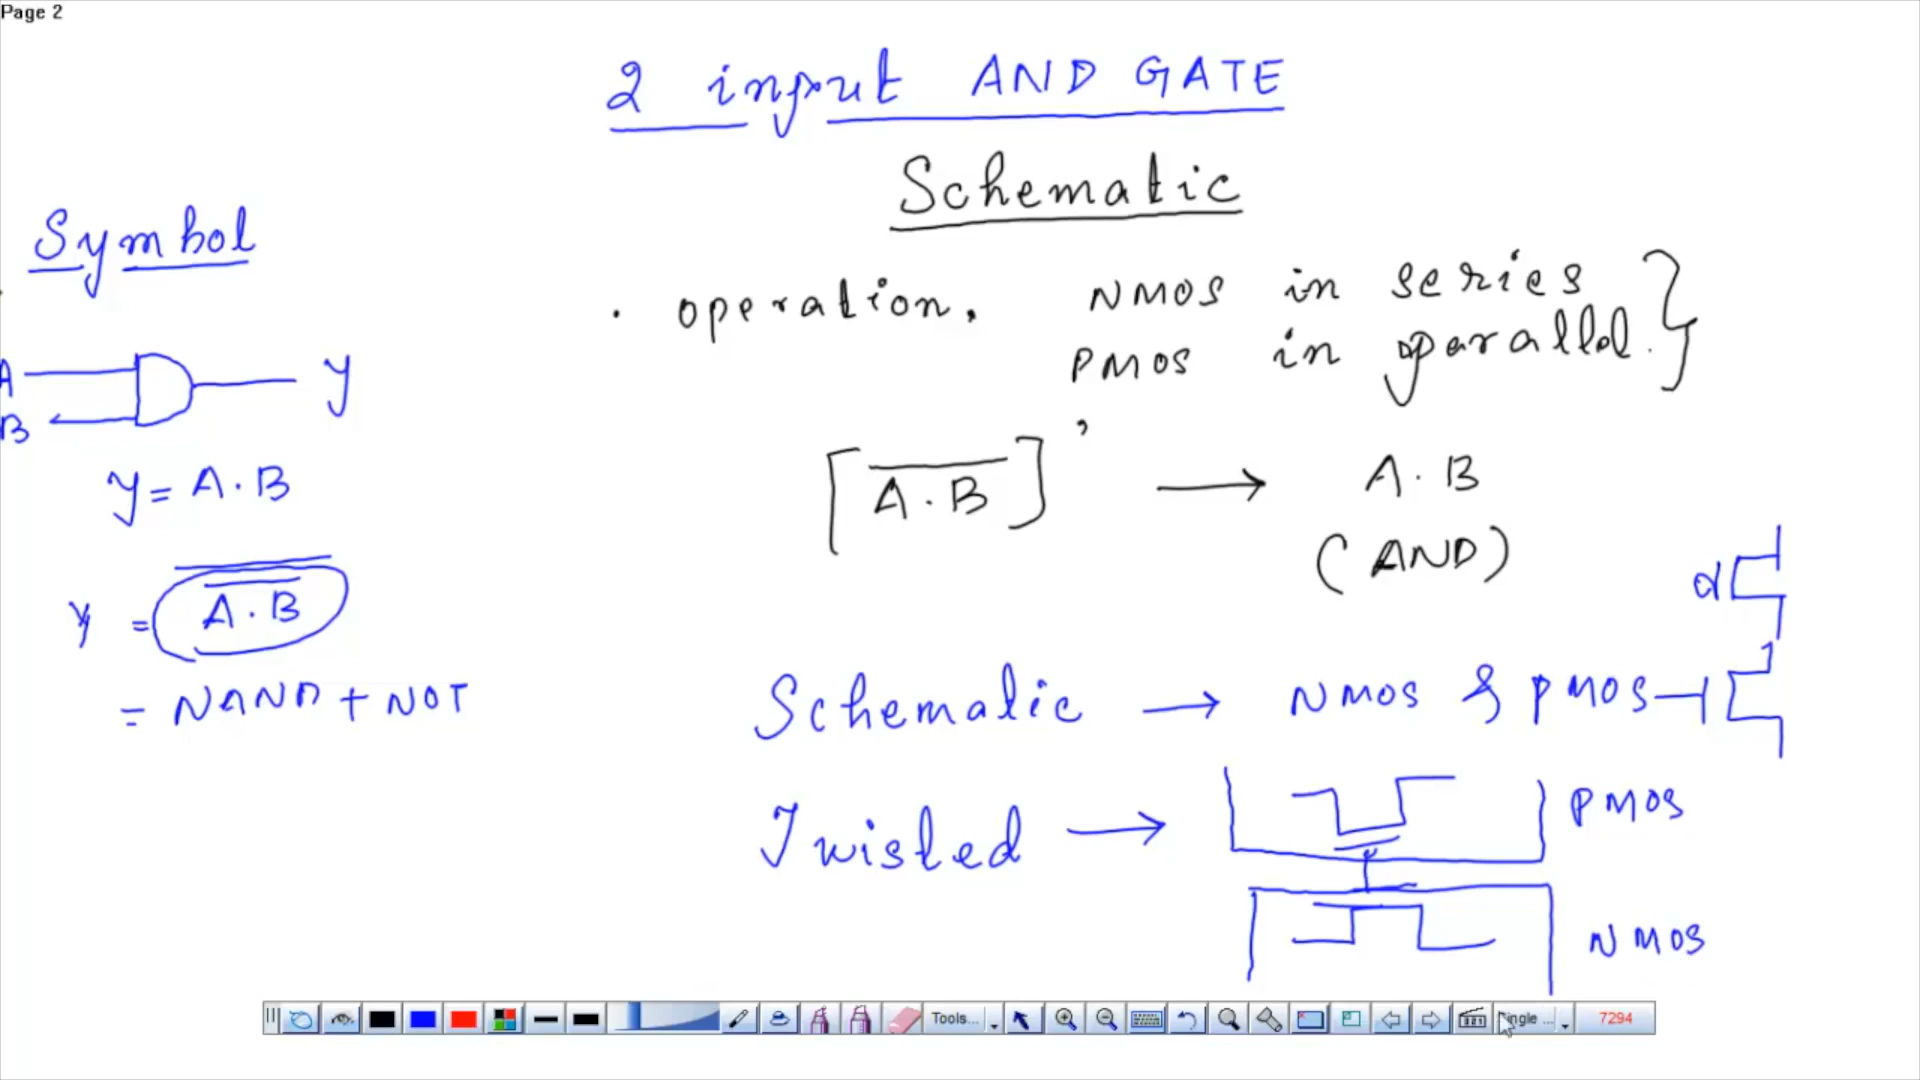 Page 2
2 input AND GATE
Schematic
Symbol
. operation. NMOS in series
PMOS in parallel.
A
B
Y
Y = A . B
Y = A . B
= NAND + NOT
[ A . B ]' → A . B
(AND)
Schematic → NMOS & PMOS
Twisted → PMOS
NMOS
Tools...
7294